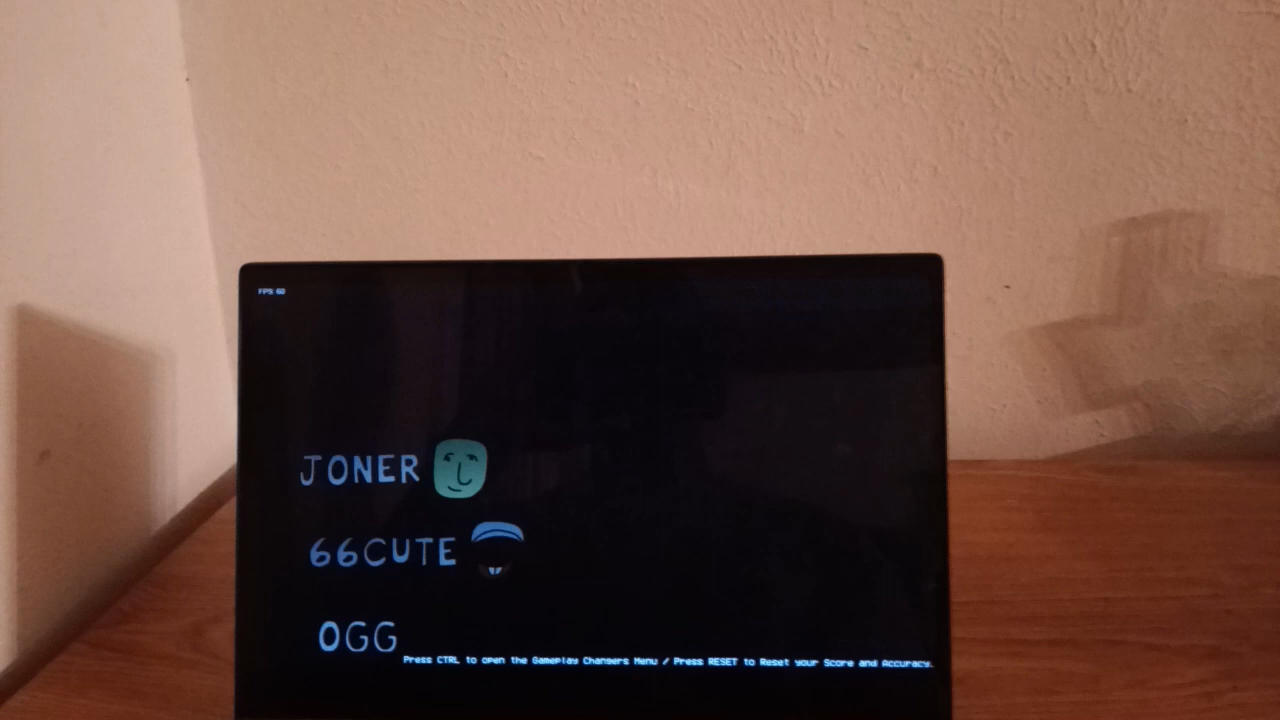 FPS: 60
JONER
66CUTE
OGG
Press CTRL to open the Gameplay Changers Menu / Press RESET to Reset your Score and Accuracy.